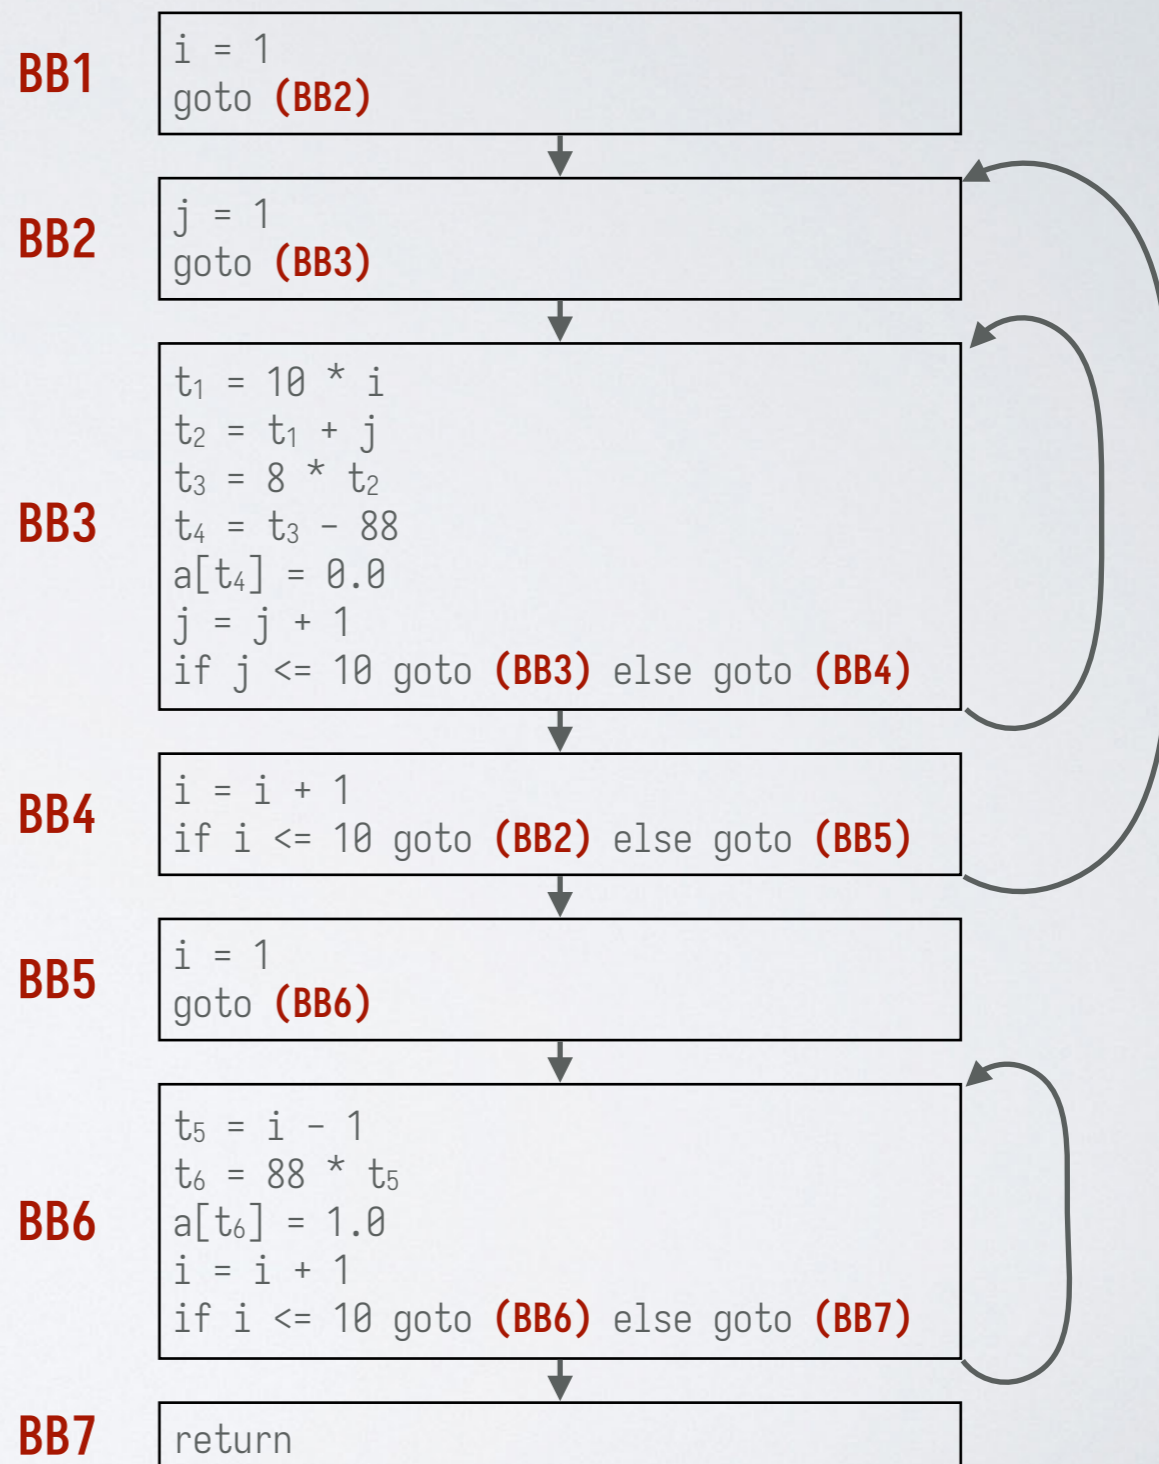 BB1
i = 1
goto (BB2)
BB2
j = 1
goto (BB3)
BB3
t₁ = 10 * i
t₂ = t₁ + j
t₃ = 8 * t₂
t₄ = t₃ - 88
a[t₄] = 0.0
j = j + 1
if j <= 10 goto (BB3) else goto (BB4)
BB4
i = i + 1
if i <= 10 goto (BB2) else goto (BB5)
BB5
i = 1
goto (BB6)
BB6
t₅ = i - 1
t₆ = 88 * t₅
a[t₆] = 1.0
i = i + 1
if i <= 10 goto (BB6) else goto (BB7)
BB7
return